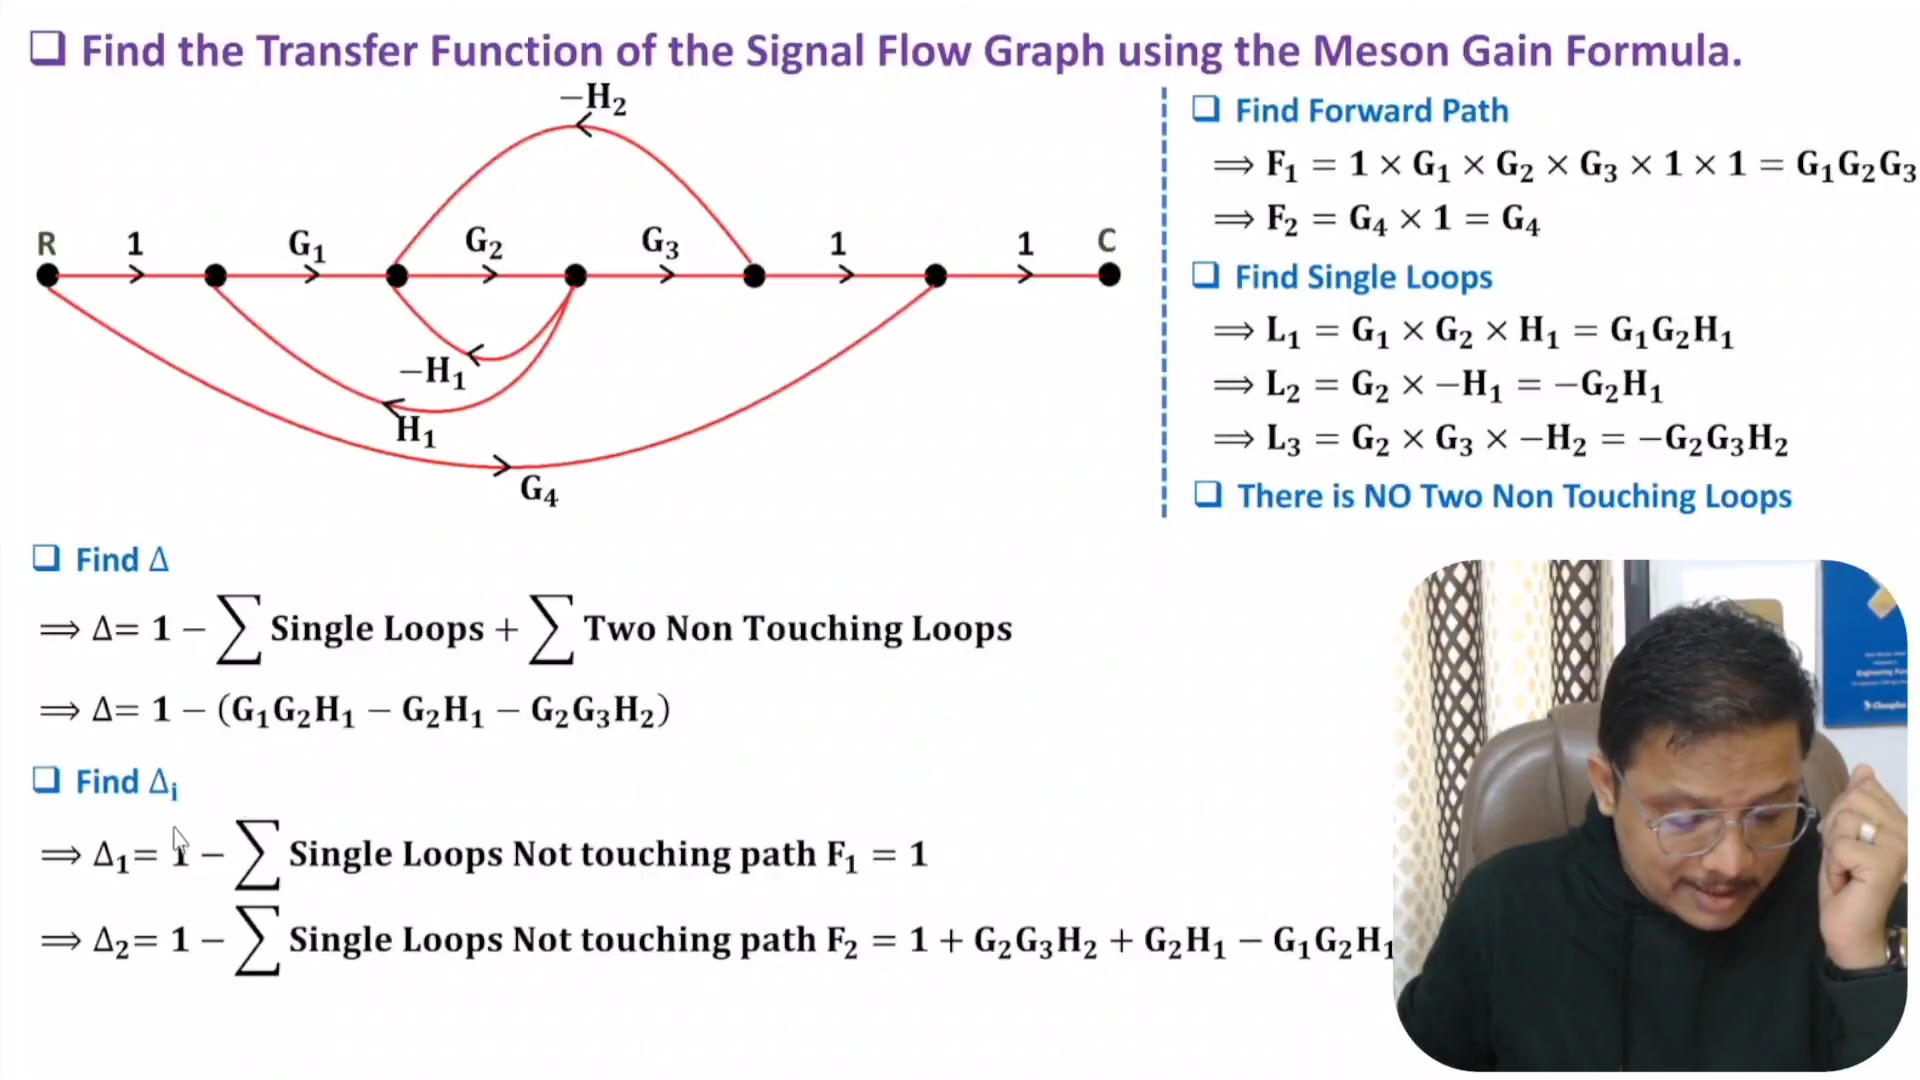 ❑ Find the Transfer Function of the Signal Flow Graph using the Meson Gain Formula.
−H₂
R 1 G₁ G₂ G₃ 1 1 C
−H₁
H₁
G₄
❑ Find Forward Path
⟹ F₁ = 1 × G₁ × G₂ × G₃ × 1 × 1 = G₁G₂G₃
⟹ F₂ = G₄ × 1 = G₄
❑ Find Single Loops
⟹ L₁ = G₁ × G₂ × H₁ = G₁G₂H₁
⟹ L₂ = G₂ × −H₁ = −G₂H₁
⟹ L₃ = G₂ × G₃ × −H₂ = −G₂G₃H₂
❑ There is NO Two Non Touching Loops
❑ Find Δ
⟹ Δ= 1 − ∑ Single Loops + ∑ Two Non Touching Loops
⟹ Δ= 1 − (G₁G₂H₁ − G₂H₁ − G₂G₃H₂)
❑ Find Δᵢ
⟹ Δ₁= 1 − ∑ Single Loops Not touching path F₁ = 1
⟹ Δ₂= 1 − ∑ Single Loops Not touching path F₂ = 1 + G₂G₃H₂ + G₂H₁ − G₁G₂H₁